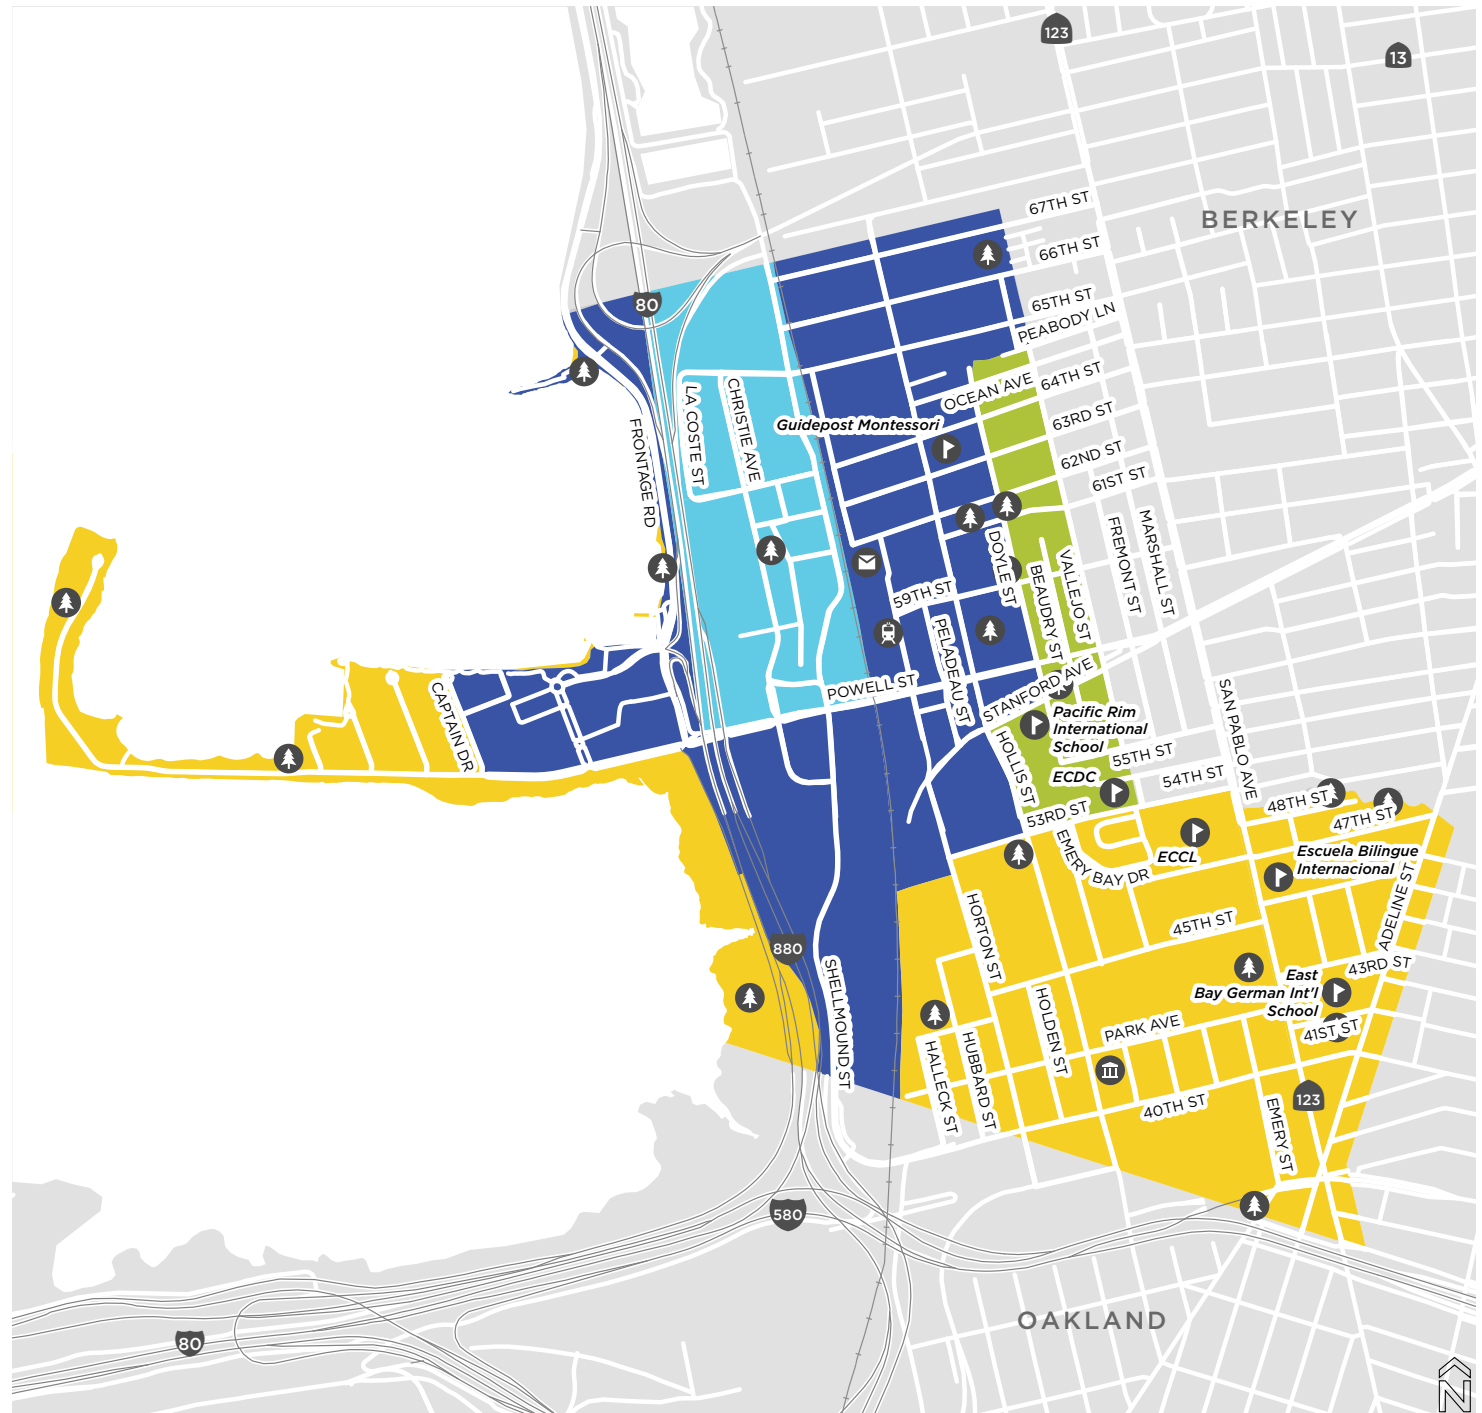 123
13
67TH ST
BERKELEY
66TH ST
65TH ST
80
PEABODY LN
64TH ST
OCEAN AVE
LA COSTE ST
CHRISTIE AVE
63RD ST
Guidepost Montessori
FRONTAGE RD
62ND ST
61ST ST
MARSHALL ST
FREMONT ST
DOYLE ST
BEAUDRY ST
VALLEJO ST
59TH ST
PELADEAU ST
POWELL ST
STANFORD AVE
CAPTAIN DR
SAN PABLO AVE
Pacific Rim
International
School
HOLLIS ST
55TH ST
ECDC
54TH ST
53RD ST
48TH ST
47TH ST
EMERY BAY DR
ECCL
Escuela Bilingue
Internacional
ADELINE ST
HORTON ST
45TH ST
880
SHELLMOUND ST
43RD ST
East
Bay German Int'l
School
HOLDEN ST
PARK AVE
41ST ST
HALLECK ST
HUBBARD ST
40TH ST
123
EMERY ST
580
OAKLAND
80
N